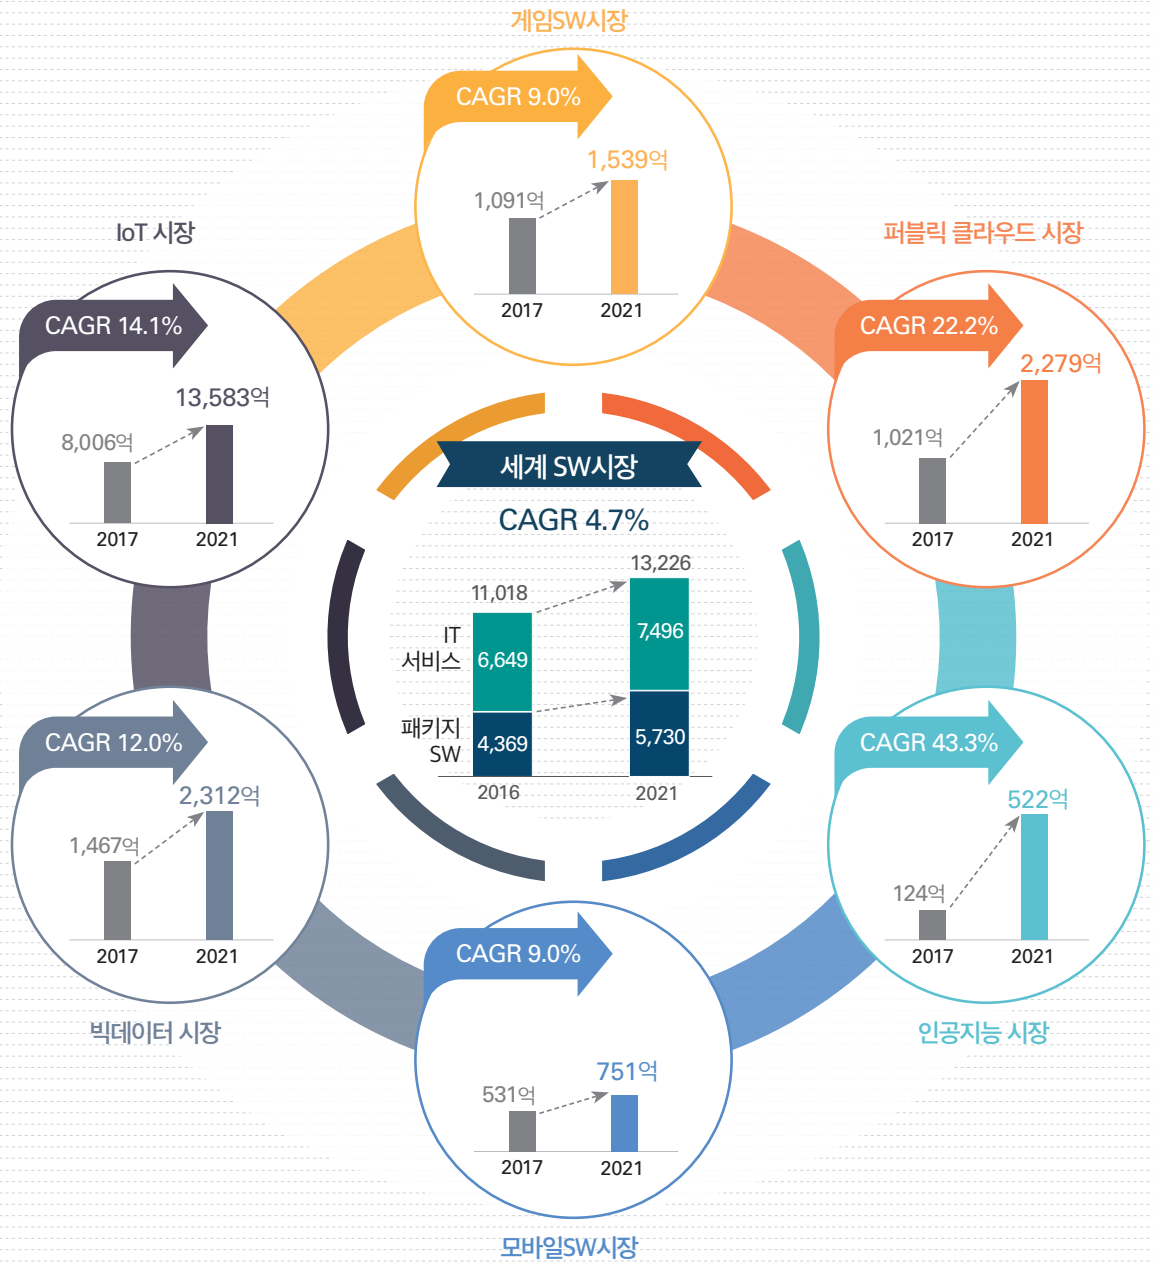 게임SW시장
CAGR 9.0%
1,539억
1,091억
2017 2021
IoT 시장
CAGR 14.1%
13,583억
8,006억
2017 2021
퍼블릭 클라우드 시장
CAGR 22.2%
2,279억
1,021억
2017 2021
세계 SW시장
CAGR 4.7%
13,226
11,018
IT
서비스
6,649
7,496
패키지
SW
4,369
5,730
2016 2021
CAGR 12.0%
2,312억
1,467억
2017 2021
빅데이터 시장
CAGR 43.3%
522억
124억
2017 2021
인공지능 시장
CAGR 9.0%
751억
531억
2017 2021
모바일SW시장